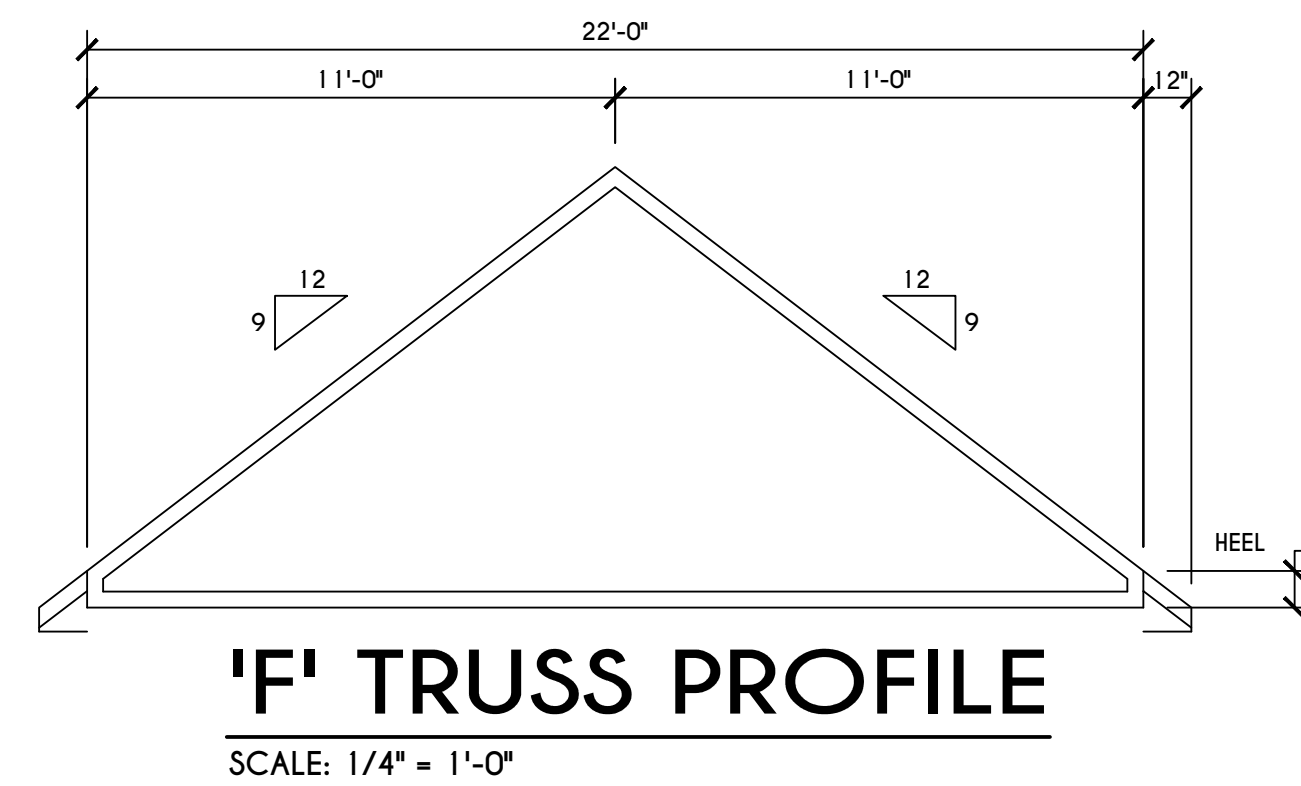 22'-0"
11'-0" 11'-0" 12"
12 12
9 9
HEEL
'F' TRUSS PROFILE
SCALE: 1/4" = 1'-0"